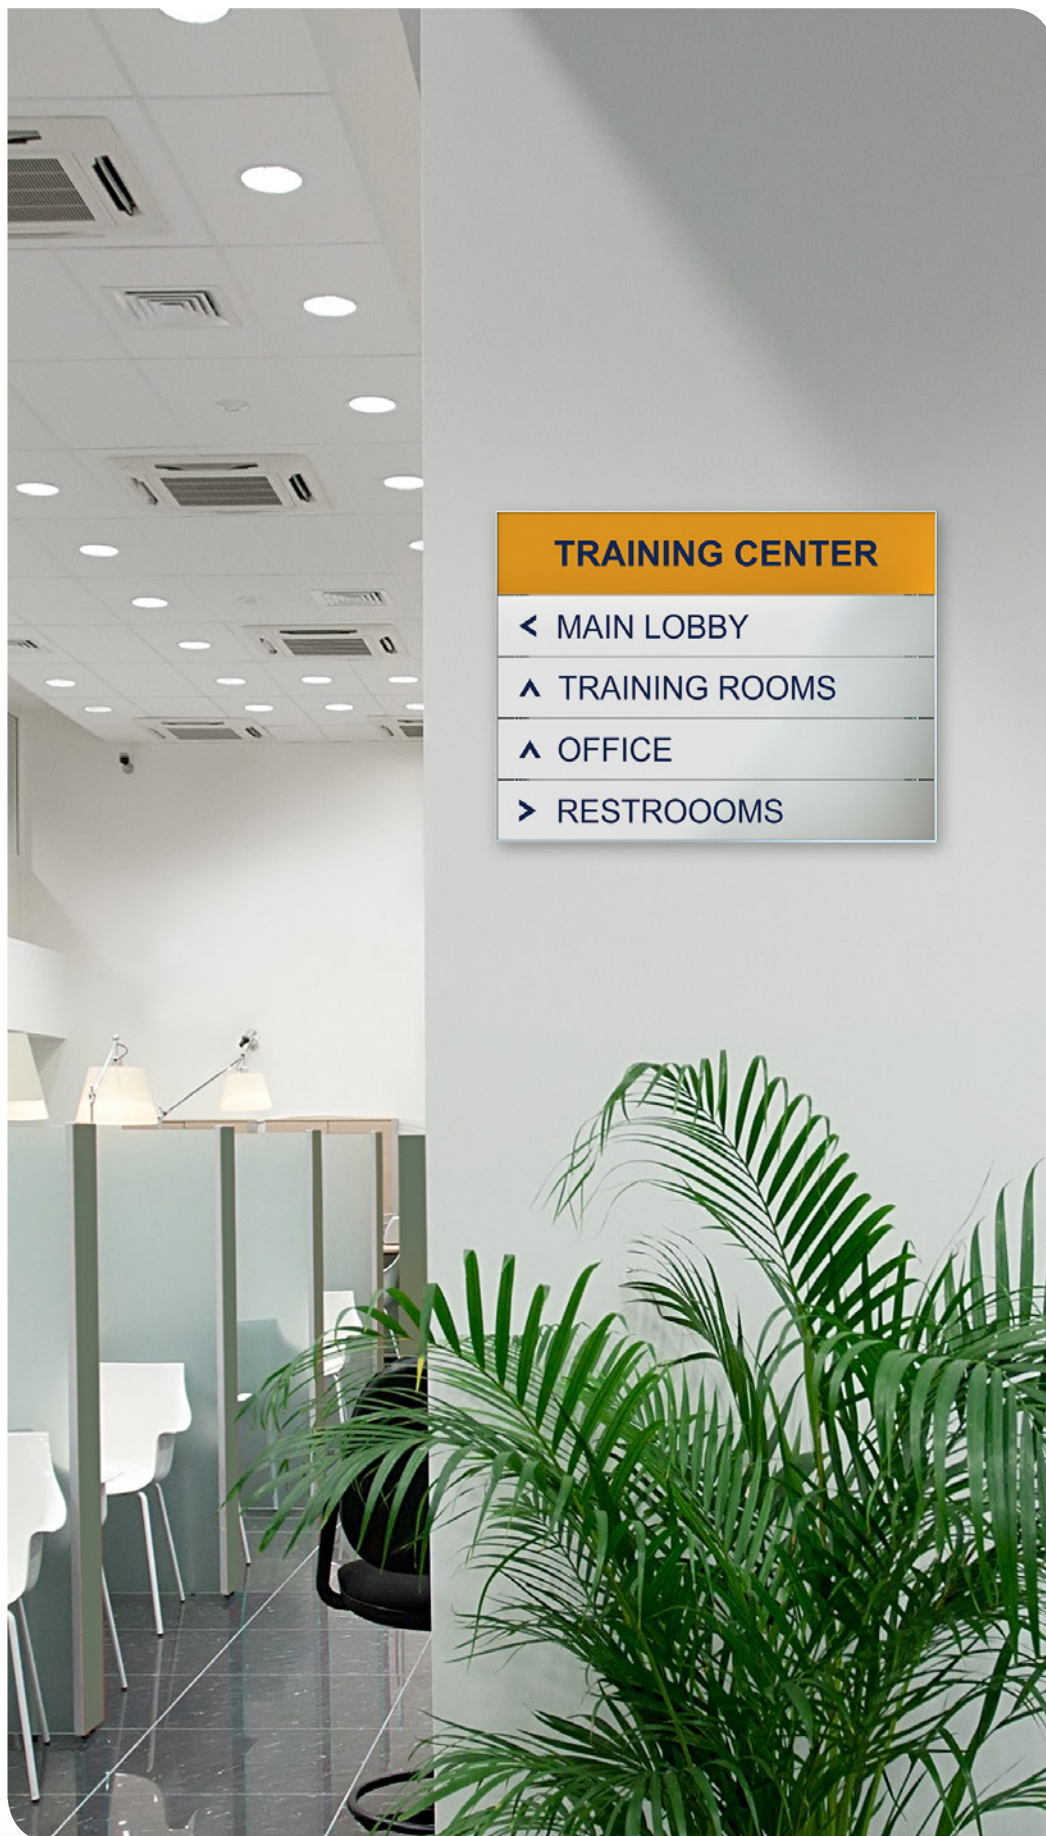 TRAINING CENTER
< MAIN LOBBY
^ TRAINING ROOMS
^ OFFICE
> RESTROOOMS